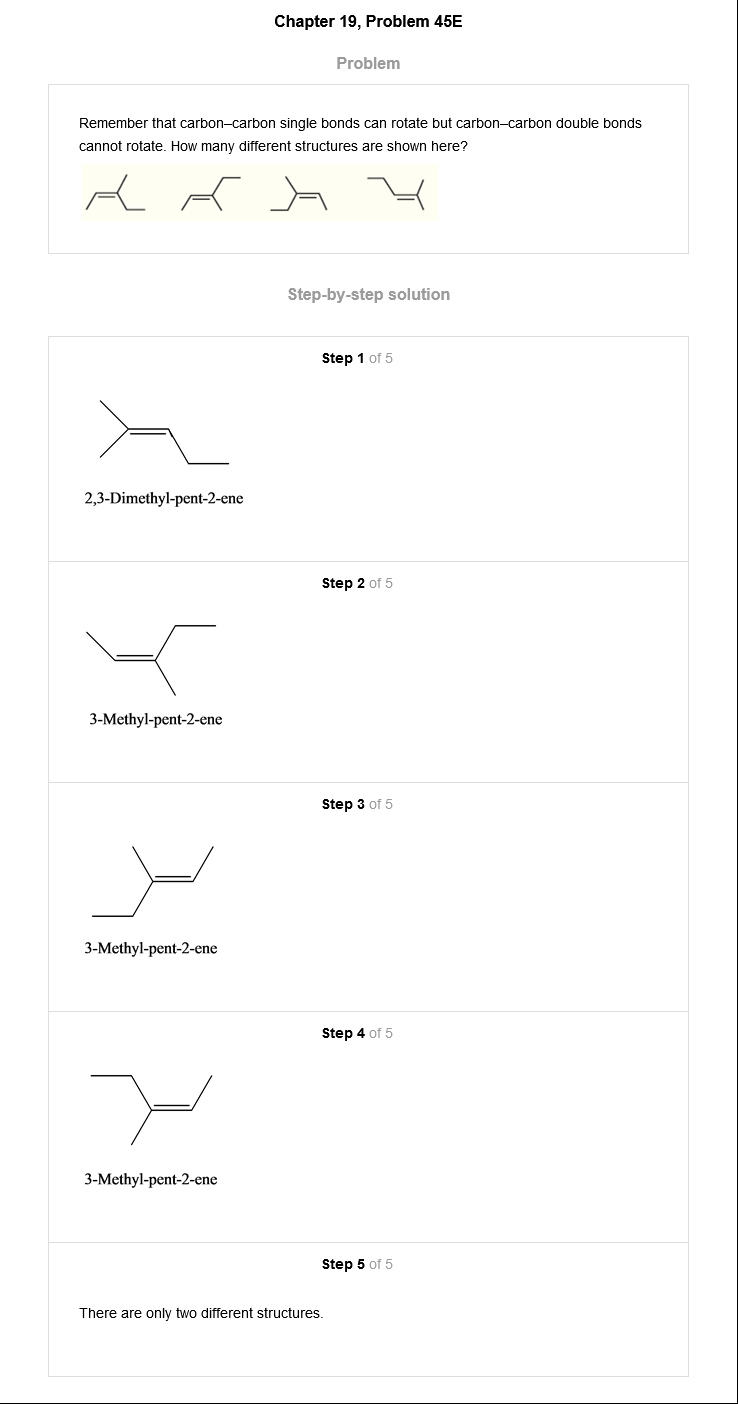 Chapter 19, Problem 45E
Problem
Remember that carbon–carbon single bonds can rotate but carbon–carbon double bonds
cannot rotate. How many different structures are shown here?
Step-by-step solution
Step 1 of 5
2,3-Dimethyl-pent-2-ene
Step 2 of 5
3-Methyl-pent-2-ene
Step 3 of 5
3-Methyl-pent-2-ene
Step 4 of 5
3-Methyl-pent-2-ene
Step 5 of 5
There are only two different structures.